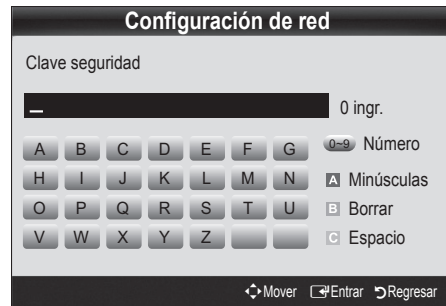 Configuración de red
Clave seguridad
_ 0 ingr.
A B C D E F G 0~9 Número
H I J K L M N A Minúsculas
O P Q R S T U B Borrar
V W X Y Z C Espacio
Mover Entrar Regresar